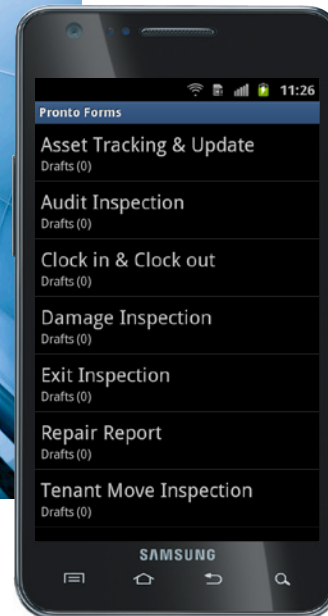 11:26
Pronto Forms
Asset Tracking & Update
Drafts (0)
Audit Inspection
Drafts (0)
Clock in & Clock out
Drafts (0)
Damage Inspection
Drafts (0)
Exit Inspection
Drafts (0)
Repair Report
Drafts (0)
Tenant Move Inspection
Drafts (0)
SAMSUNG